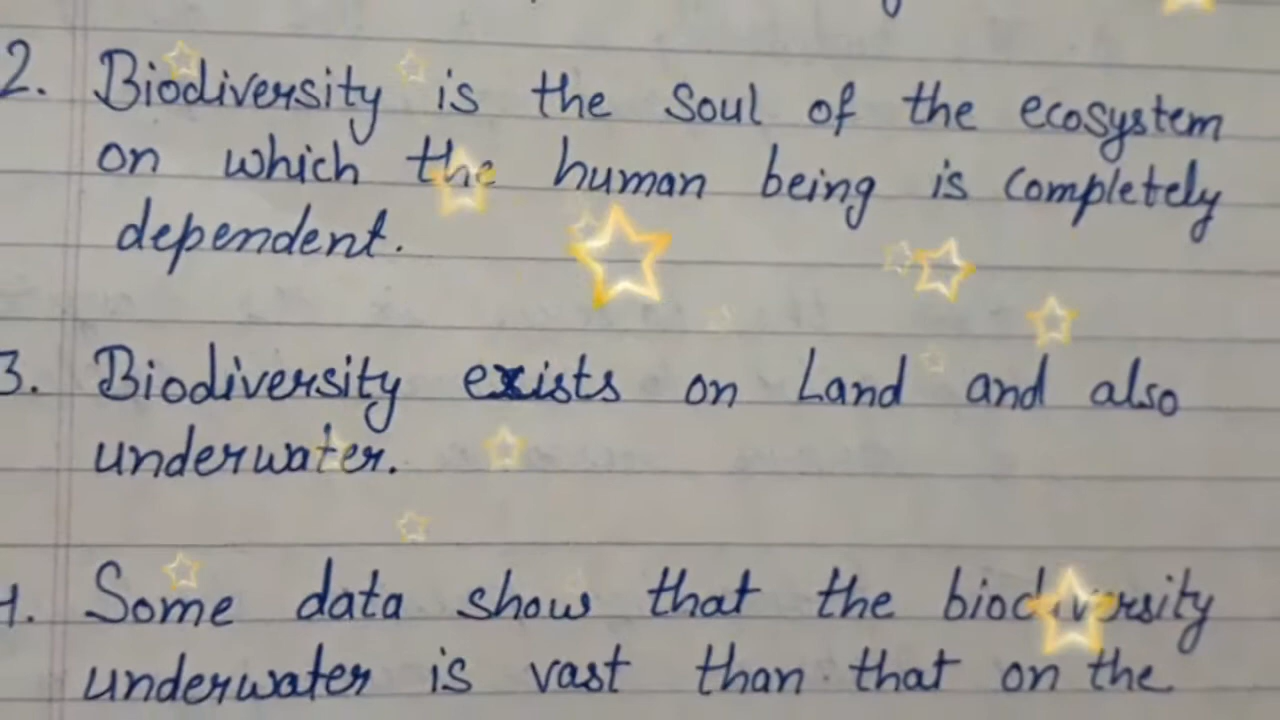 2. Biodiversity is the soul of the ecosystem
on which the human being is completely
dependent.
3. Biodiversity exists on Land and also
underwater.
4. Some data show that the biodiversity
underwater is vast than that on the